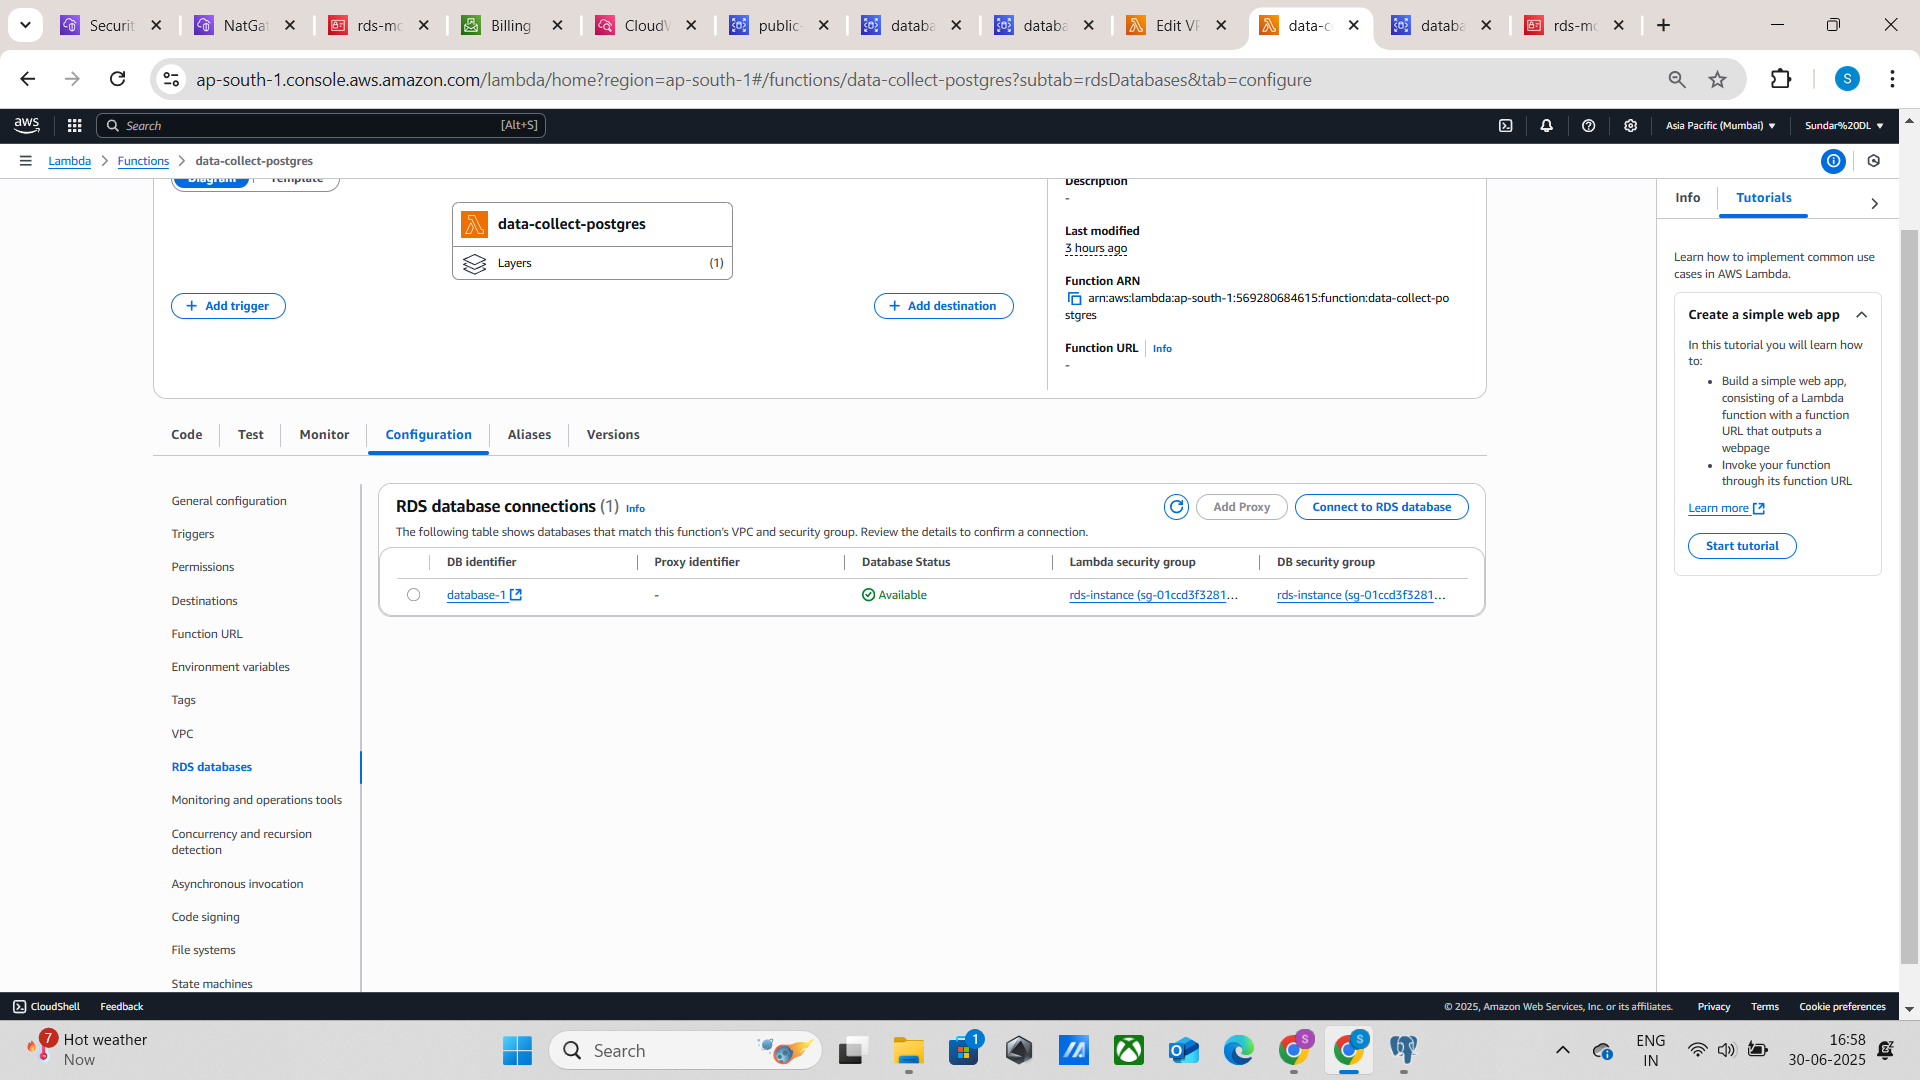 Securit
NatGat
rds-mo
Billing
CloudW
public-
databa
databa
Edit VP
data-c
databa
rds-mo
ap-south-1.console.aws.amazon.com/lambda/home?region=ap-south-1#/functions/data-collect-postgres?subtab=rdsDatabases&tab=configure
S
aws
Search
[Alt+S]
Asia Pacific (Mumbai)
Sundar%20DL
Lambda
Functions
data-collect-postgres
Diagram
Template
data-collect-postgres
Layers
(1)
Add trigger
Add destination
Description
-
Last modified
3 hours ago
Function ARN
arn:aws:lambda:ap-south-1:569280684615:function:data-collect-po
stgres
Function URL
Info
-
Info
Tutorials
Learn how to implement common use
cases in AWS Lambda.
Create a simple web app
In this tutorial you will learn how
to:
• Build a simple web app,
consisting of a Lambda
function with a function
URL that outputs a
webpage
• Invoke your function
through its function URL
Learn more
Start tutorial
Code
Test
Monitor
Configuration
Aliases
Versions
General configuration
Triggers
Permissions
Destinations
Function URL
Environment variables
Tags
VPC
RDS databases
Monitoring and operations tools
Concurrency and recursion
detection
Asynchronous invocation
Code signing
File systems
State machines
RDS database connections (1) Info
Add Proxy
Connect to RDS database
The following table shows databases that match this function's VPC and security group. Review the details to confirm a connection.
DB identifier
Proxy identifier
Database Status
Lambda security group
DB security group
database-1
-
Available
rds-instance (sg-01ccd3f3281...
rds-instance (sg-01ccd3f3281...
CloudShell
Feedback
© 2025, Amazon Web Services, Inc. or its affiliates.
Privacy
Terms
Cookie preferences
7
Hot weather
Now
Search
1
S
S
ENG
IN
16:58
30-06-2025